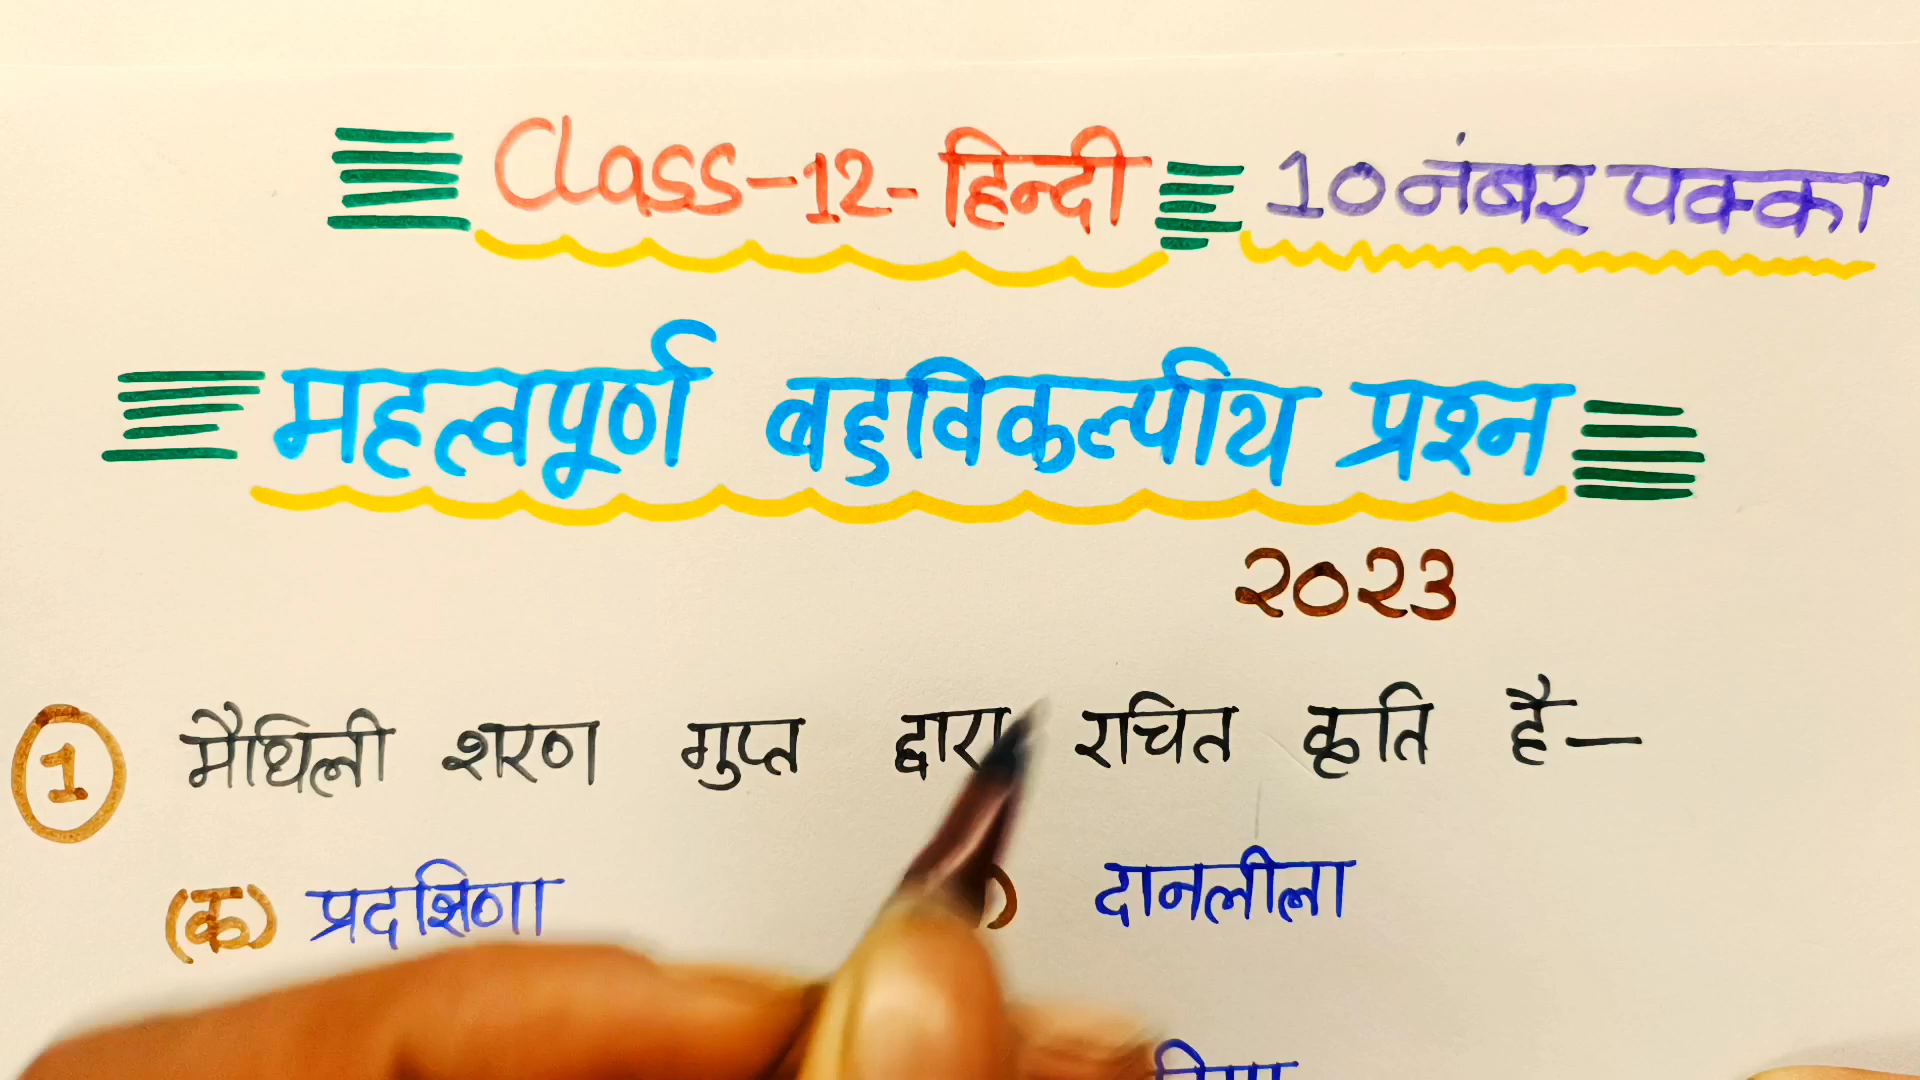 Class-12-हिन्दी 10 नंबर पक्का
महत्वपूर्ण बहुविकल्पीय प्रश्न
2023
1 मैथिली शरण गुप्त द्वारा रचित कृति है—
(क) प्रदक्षिणा ) दानलीला